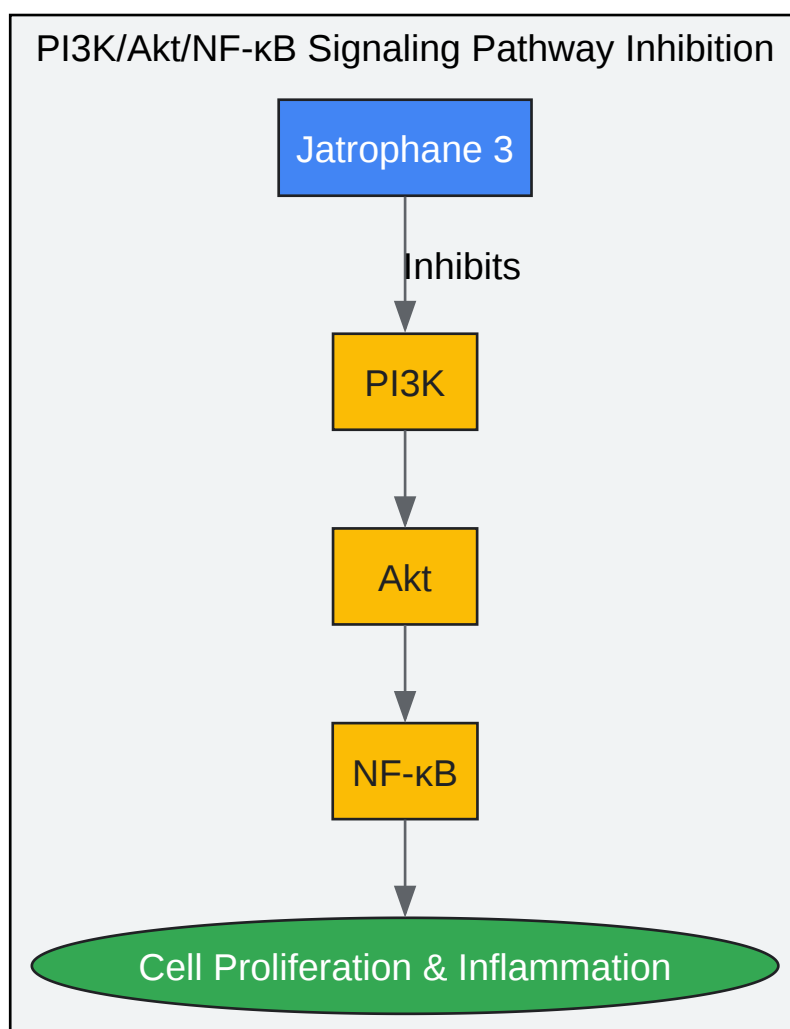 PI3K/Akt/NF-κB Signaling Pathway Inhibition
Jatrophane 3
Inhibits
PI3K
Akt
NF-κB
Cell Proliferation & Inflammation